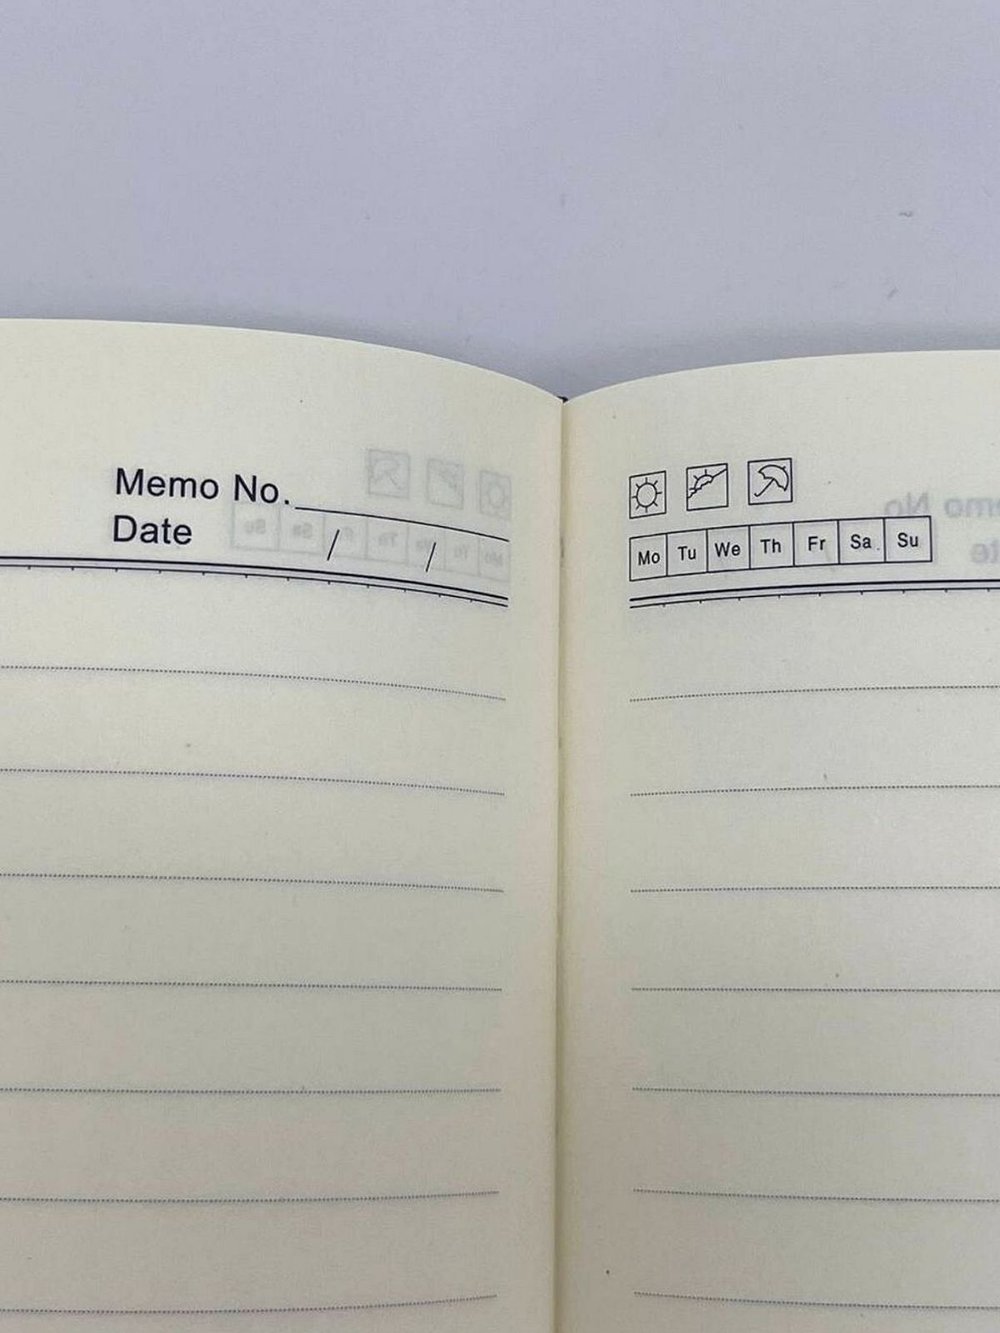 Memo No.
Date / /
Mo Tu We Th Fr Sa. Su